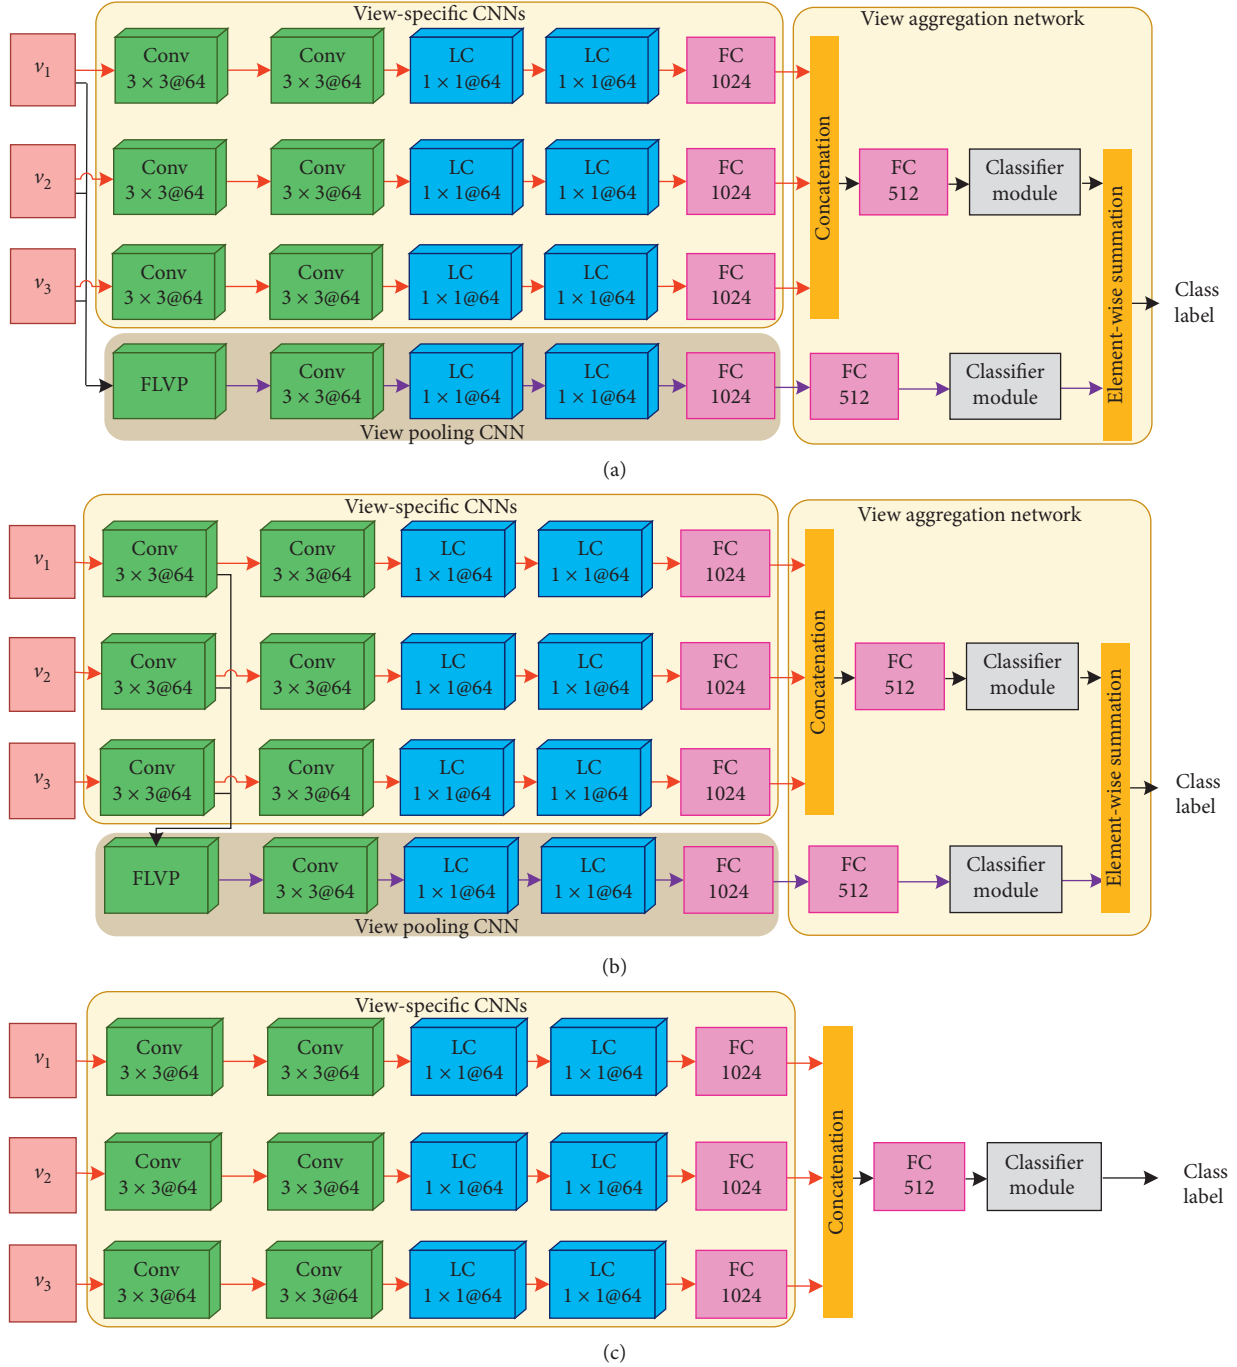 View-specific CNNs
View aggregation network
v1
Conv
3 × 3@64
Conv
3 × 3@64
LC
1 × 1@64
LC
1 × 1@64
FC
1024
v2
Conv
3 × 3@64
Conv
3 × 3@64
LC
1 × 1@64
LC
1 × 1@64
FC
1024
v3
Conv
3 × 3@64
Conv
3 × 3@64
LC
1 × 1@64
LC
1 × 1@64
FC
1024
Concatenation
FC
512
Classifier
module
Element-wise summation
Class
label
FLVP
Conv
3 × 3@64
LC
1 × 1@64
LC
1 × 1@64
FC
1024
FC
512
Classifier
module
View pooling CNN
(a)
View-specific CNNs
View aggregation network
v1
Conv
3 × 3@64
Conv
3 × 3@64
LC
1 × 1@64
LC
1 × 1@64
FC
1024
v2
Conv
3 × 3@64
Conv
3 × 3@64
LC
1 × 1@64
LC
1 × 1@64
FC
1024
v3
Conv
3 × 3@64
Conv
3 × 3@64
LC
1 × 1@64
LC
1 × 1@64
FC
1024
Concatenation
FC
512
Classifier
module
Element-wise summation
Class
label
FLVP
Conv
3 × 3@64
LC
1 × 1@64
LC
1 × 1@64
FC
1024
FC
512
Classifier
module
View pooling CNN
(b)
View-specific CNNs
v1
Conv
3 × 3@64
Conv
3 × 3@64
LC
1 × 1@64
LC
1 × 1@64
FC
1024
v2
Conv
3 × 3@64
Conv
3 × 3@64
LC
1 × 1@64
LC
1 × 1@64
FC
1024
v3
Conv
3 × 3@64
Conv
3 × 3@64
LC
1 × 1@64
LC
1 × 1@64
FC
1024
Concatenation
FC
512
Classifier
module
Class
label
(c)